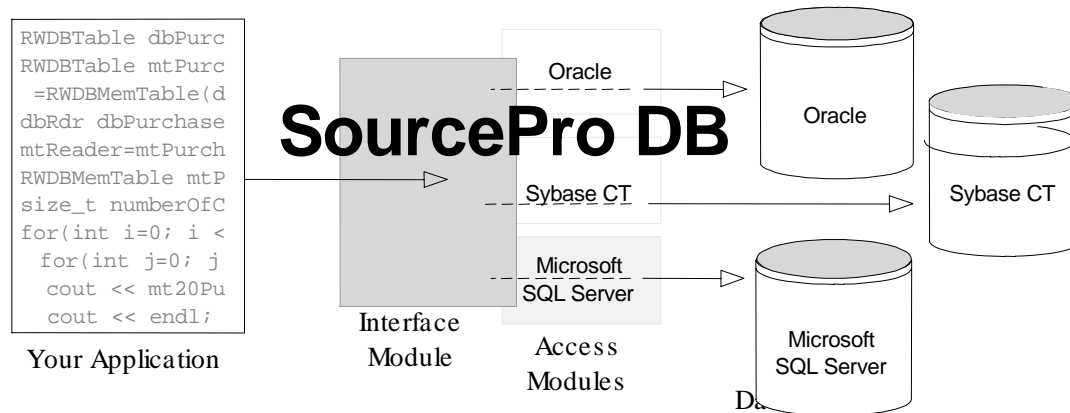 RWDBTable dbPurc
RWDBTable mtPurc
=RWDBMemTable(d
dbRdr dbPurchase
mtReader=mtPurch
RWDBMemTable mtP
size_t numberOfC
for(int i=0; i <
for(int j=0; j
cout << mt20Pu
cout << endl;
Your Application
SourcePro DB
Interface
Module
Oracle
Sybase CT
Microsoft
SQL Server
Access
Modules
Oracle
Sybase CT
Microsoft
SQL Server